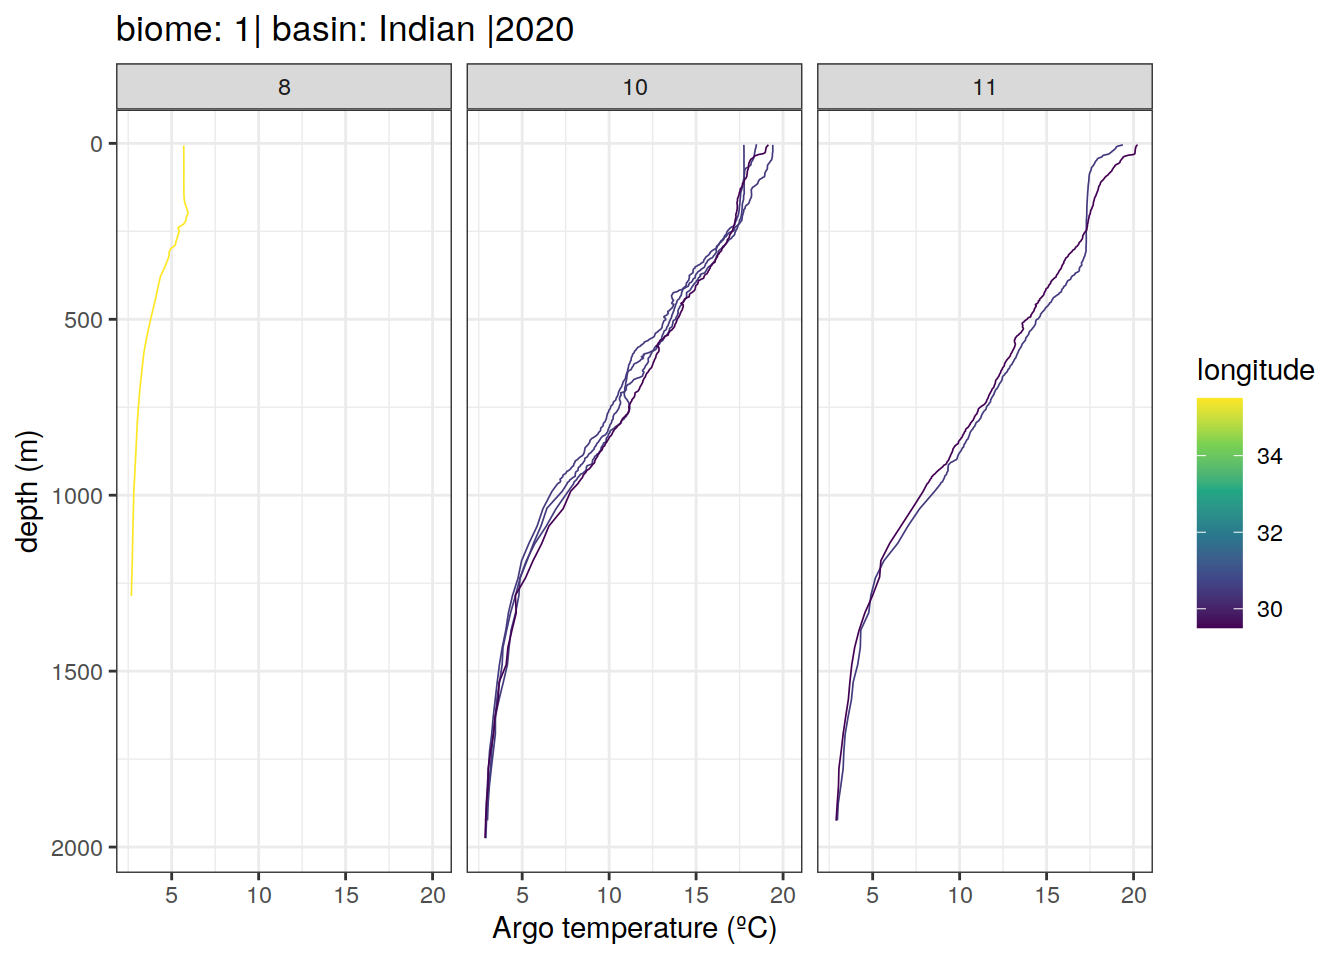 biome: 1| basin: Indian |2020
8 10 11
0
500
1000
1500
2000
depth (m)
5 10 15 20 5 10 15 20 5 10 15 20
Argo temperature (ºC)
longitude
34
32
30